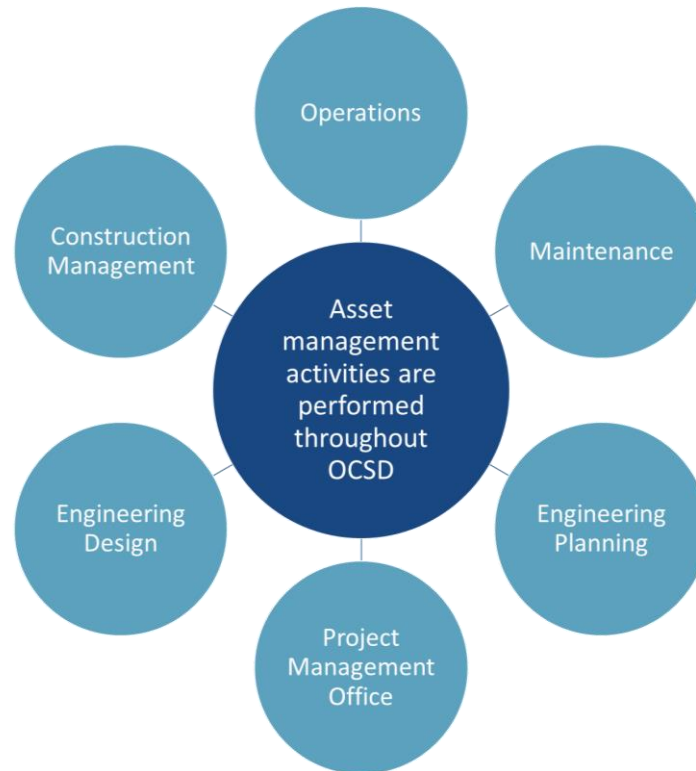 Operations
Construction
Management
Maintenance
Asset
management
activities are
performed
throughout
OCSD
Engineering
Design
Engineering
Planning
Project
Management
Office